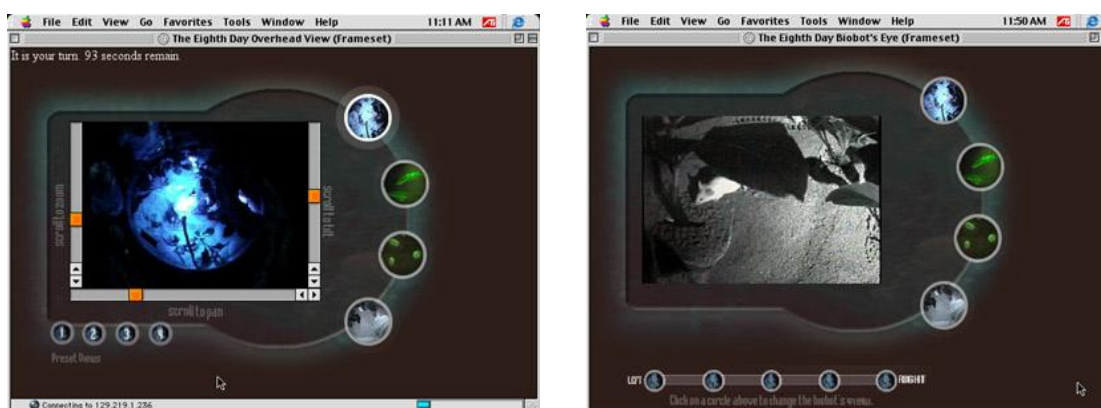 File Edit View Go Favorites Tools Window Help 11:11 AM
The Eighth Day Overhead View (Frameset)
It is your turn. 93 seconds remain
scroll to zoom
scroll to tilt
scroll to pan
1 2 3 4
Preset Views
Connecting to 129.219.1.236
File Edit View Go Favorites Tools Window Help 11:50 AM
The Eighth Day Biobot's Eye (Frameset)
LEFT RIGHT
Click on a circle above to change the biobot's view.